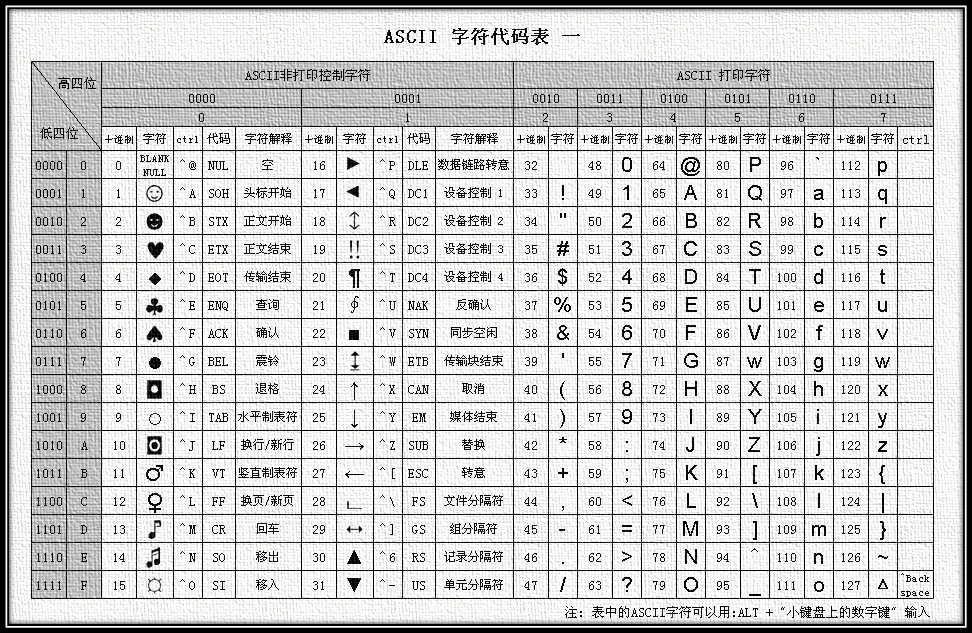 ASCII 字符代码表 一
高四位 ASCII非打印控制字符 ASCII 打印字符
0000 0001 0010 0011 0100 0101 0110 0111
低四位 0 1 2 3 4 5 6 7
十进制 字符 ctrl 代码 字符解释 十进制 字符 ctrl 代码 字符解释 十进制 字符 十进制 字符 十进制 字符 十进制 字符 十进制 字符 十进制 字符 ctrl
0000 0 0 BLANK NULL ^@ NUL 空 16 ► ^P DLE 数据链路转意 32 48 0 64 @ 80 P 96 ` 112 p
0001 1 1 ☺ ^A SOH 头标开始 17 ◄ ^Q DC1 设备控制 1 33 ! 49 1 65 A 81 Q 97 a 113 q
0010 2 2 ☻ ^B STX 正文开始 18 ↕ ^R DC2 设备控制 2 34 " 50 2 66 B 82 R 98 b 114 r
0011 3 3 ♥ ^C ETX 正文结束 19 ‼ ^S DC3 设备控制 3 35 # 51 3 67 C 83 S 99 c 115 s
0100 4 4 ♦ ^D EOT 传输结束 20 ¶ ^T DC4 设备控制 4 36 $ 52 4 68 D 84 T 100 d 116 t
0101 5 5 ♣ ^E ENQ 查询 21 ∮ ^U NAK 反确认 37 % 53 5 69 E 85 U 101 e 117 u
0110 6 6 ♠ ^F ACK 确认 22 ■ ^V SYN 同步空闲 38 & 54 6 70 F 86 V 102 f 118 v
0111 7 7 ● ^G BEL 震铃 23 ↨ ^W ETB 传输块结束 39 ' 55 7 71 G 87 w 103 g 119 w
1000 8 8 ◘ ^H BS 退格 24 ↑ ^X CAN 取消 40 ( 56 8 72 H 88 X 104 h 120 x
1001 9 9 ○ ^I TAB 水平制表符 25 ↓ ^Y EM 媒体结束 41 ) 57 9 73 I 89 Y 105 i 121 y
1010 A 10 ◙ ^J LF 换行/新行 26 → ^Z SUB 替换 42 * 58 : 74 J 90 Z 106 j 122 z
1011 B 11 ♂ ^K VT 竖直制表符 27 ← ^[ ESC 转意 43 + 59 ; 75 K 91 [ 107 k 123 {
1100 C 12 ♀ ^L FF 换页/新页 28 ∟ ^\ FS 文件分隔符 44 , 60 < 76 L 92 \ 108 l 124 |
1101 D 13 ♪ ^M CR 回车 29 ↔ ^] GS 组分隔符 45 - 61 = 77 M 93 ] 109 m 125 }
1110 E 14 ♫ ^N SO 移出 30 ▲ ^6 RS 记录分隔符 46 . 62 > 78 N 94 ^ 110 n 126 ~
1111 F 15 ☼ ^O SI 移入 31 ▼ ^- US 单元分隔符 47 / 63 ? 79 O 95 _ 111 o 127 Δ ^Back space
注: 表中的ASCII字符可以用:ALT + "小键盘上的数字键" 输入